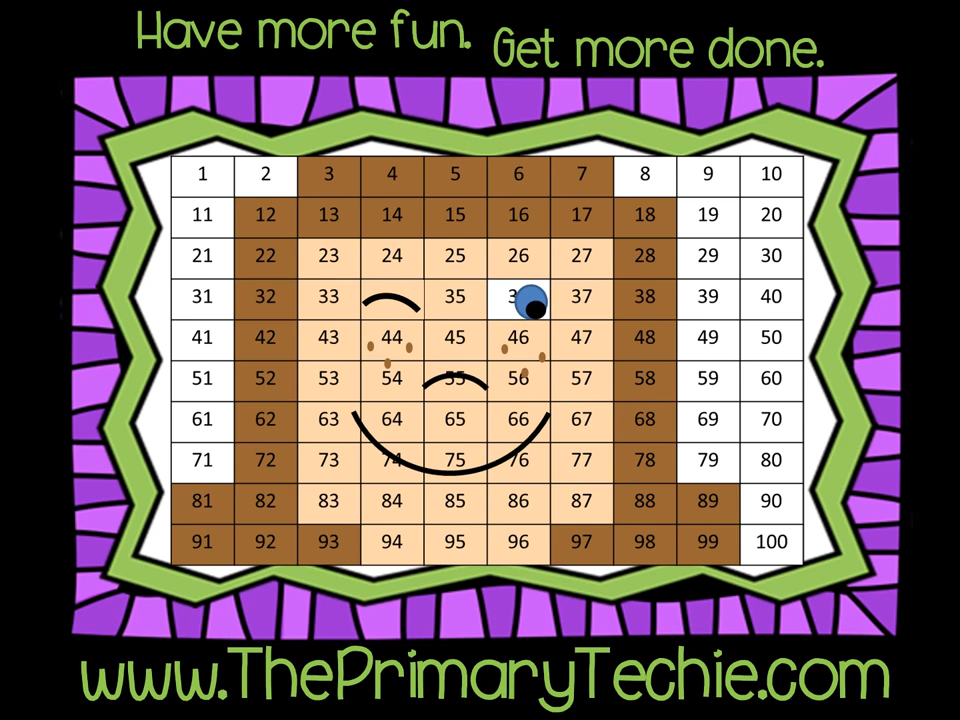 Have more fun. Get more done.
1 2 3 4 5 6 7 8 9 10
11 12 13 14 15 16 17 18 19 20
21 22 23 24 25 26 27 28 29 30
31 32 33 35 3 37 38 39 40
41 42 43 44 45 46 47 48 49 50
51 52 53 54 55 56 57 58 59 60
61 62 63 64 65 66 67 68 69 70
71 72 73 74 75 76 77 78 79 80
81 82 83 84 85 86 87 88 89 90
91 92 93 94 95 96 97 98 99 100
www.ThePrimaryTechie.com